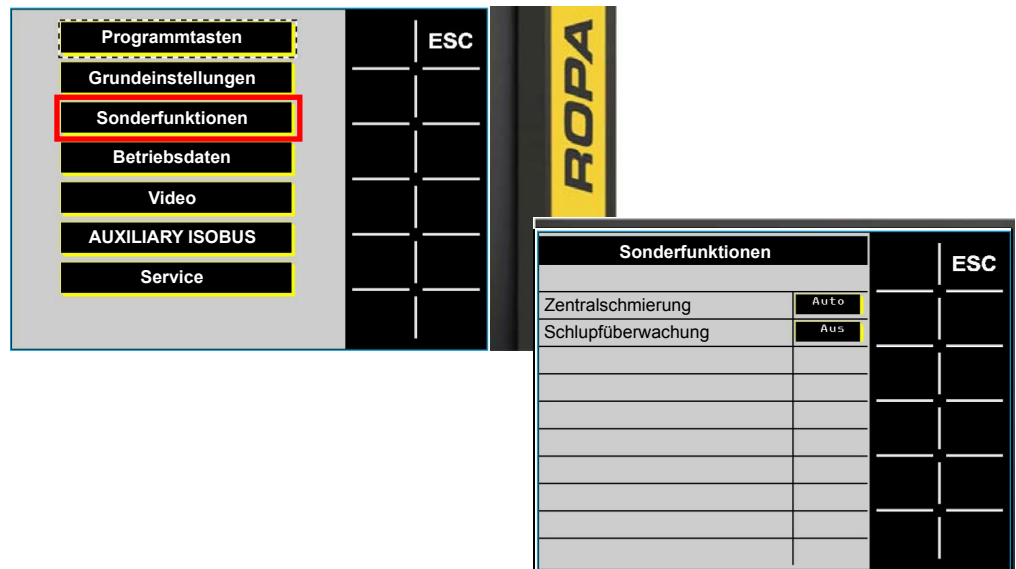 Programmtasten
ESC
Grundeinstellungen
Sonderfunktionen
Betriebsdaten
Video
AUXILIARY ISOBUS
Service
ROPA
Sonderfunktionen
ESC
Zentralschmierung Auto
Schlupfüberwachung Aus